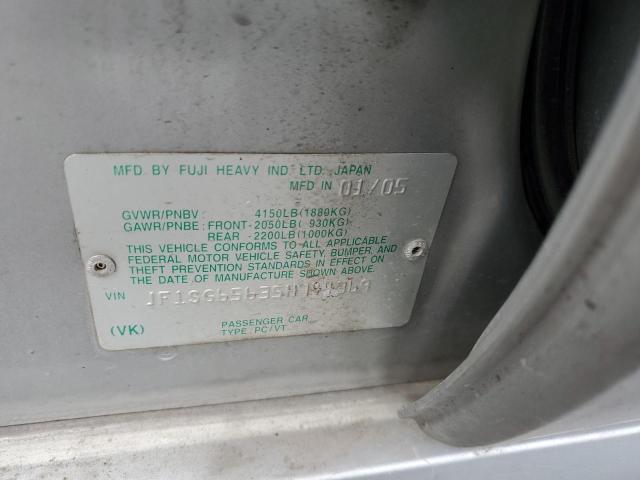 MFD BY FUJI HEAVY IND. LTD. JAPAN
MFD IN 01/05
GVWR/PNBV : 4150LB(1880KG)
GAWR/PNBE : FRONT-2050LB( 930KG)
REAR -2200LB(1000KG)
THIS VEHICLE CONFORMS TO ALL APPLICABLE
FEDERAL MOTOR VEHICLE SAFETY, BUMPER, AND
THEFT PREVENTION STANDARDS IN EFFECT ON
THE DATE OF MANUFACTURE SHOWN ABOVE.
VIN
(VK)
PASSENGER CAR
TYPE PC/VT